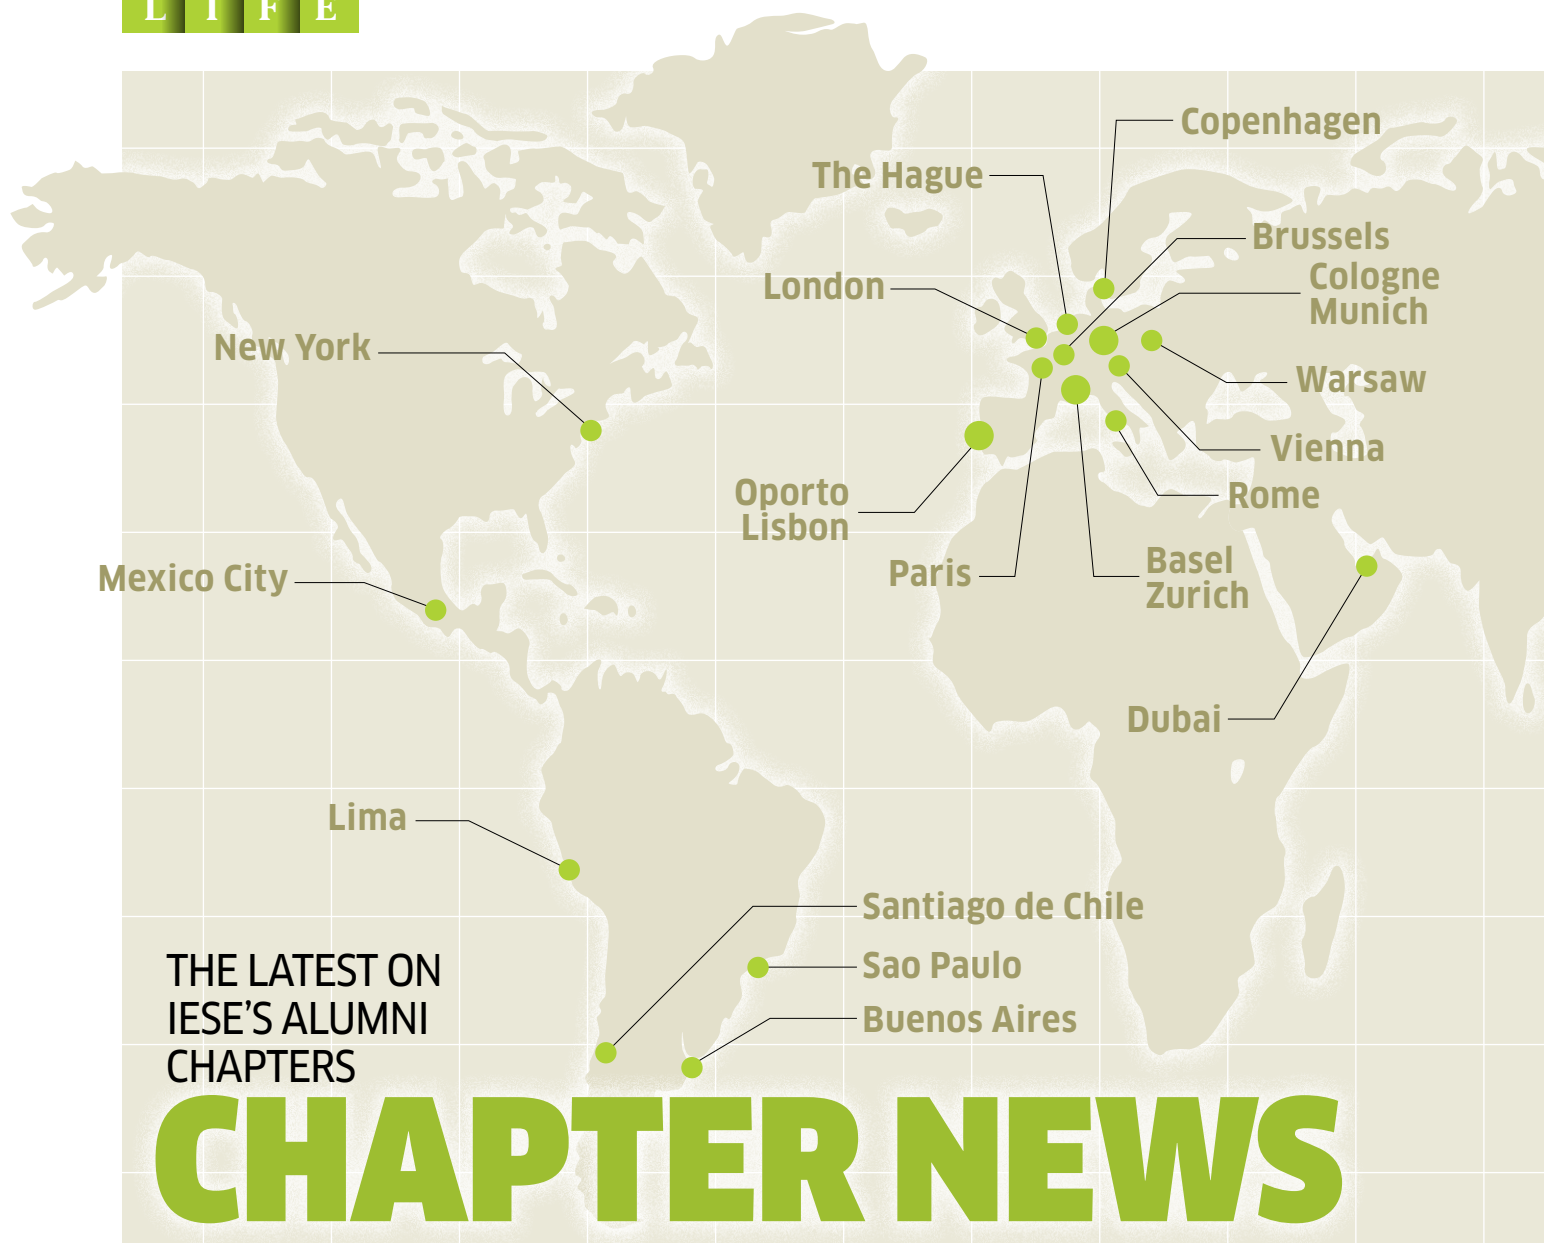 LIFE
Copenhagen
The Hague
Brussels
Cologne
Munich
London
New York
Warsaw
Vienna
Oporto
Lisbon
Rome
Paris
Basel
Zurich
Mexico City
Dubai
Lima
Santiago de Chile
Sao Paulo
Buenos Aires
THE LATEST ON
IESE’S ALUMNI
CHAPTERS
CHAPTER NEWS